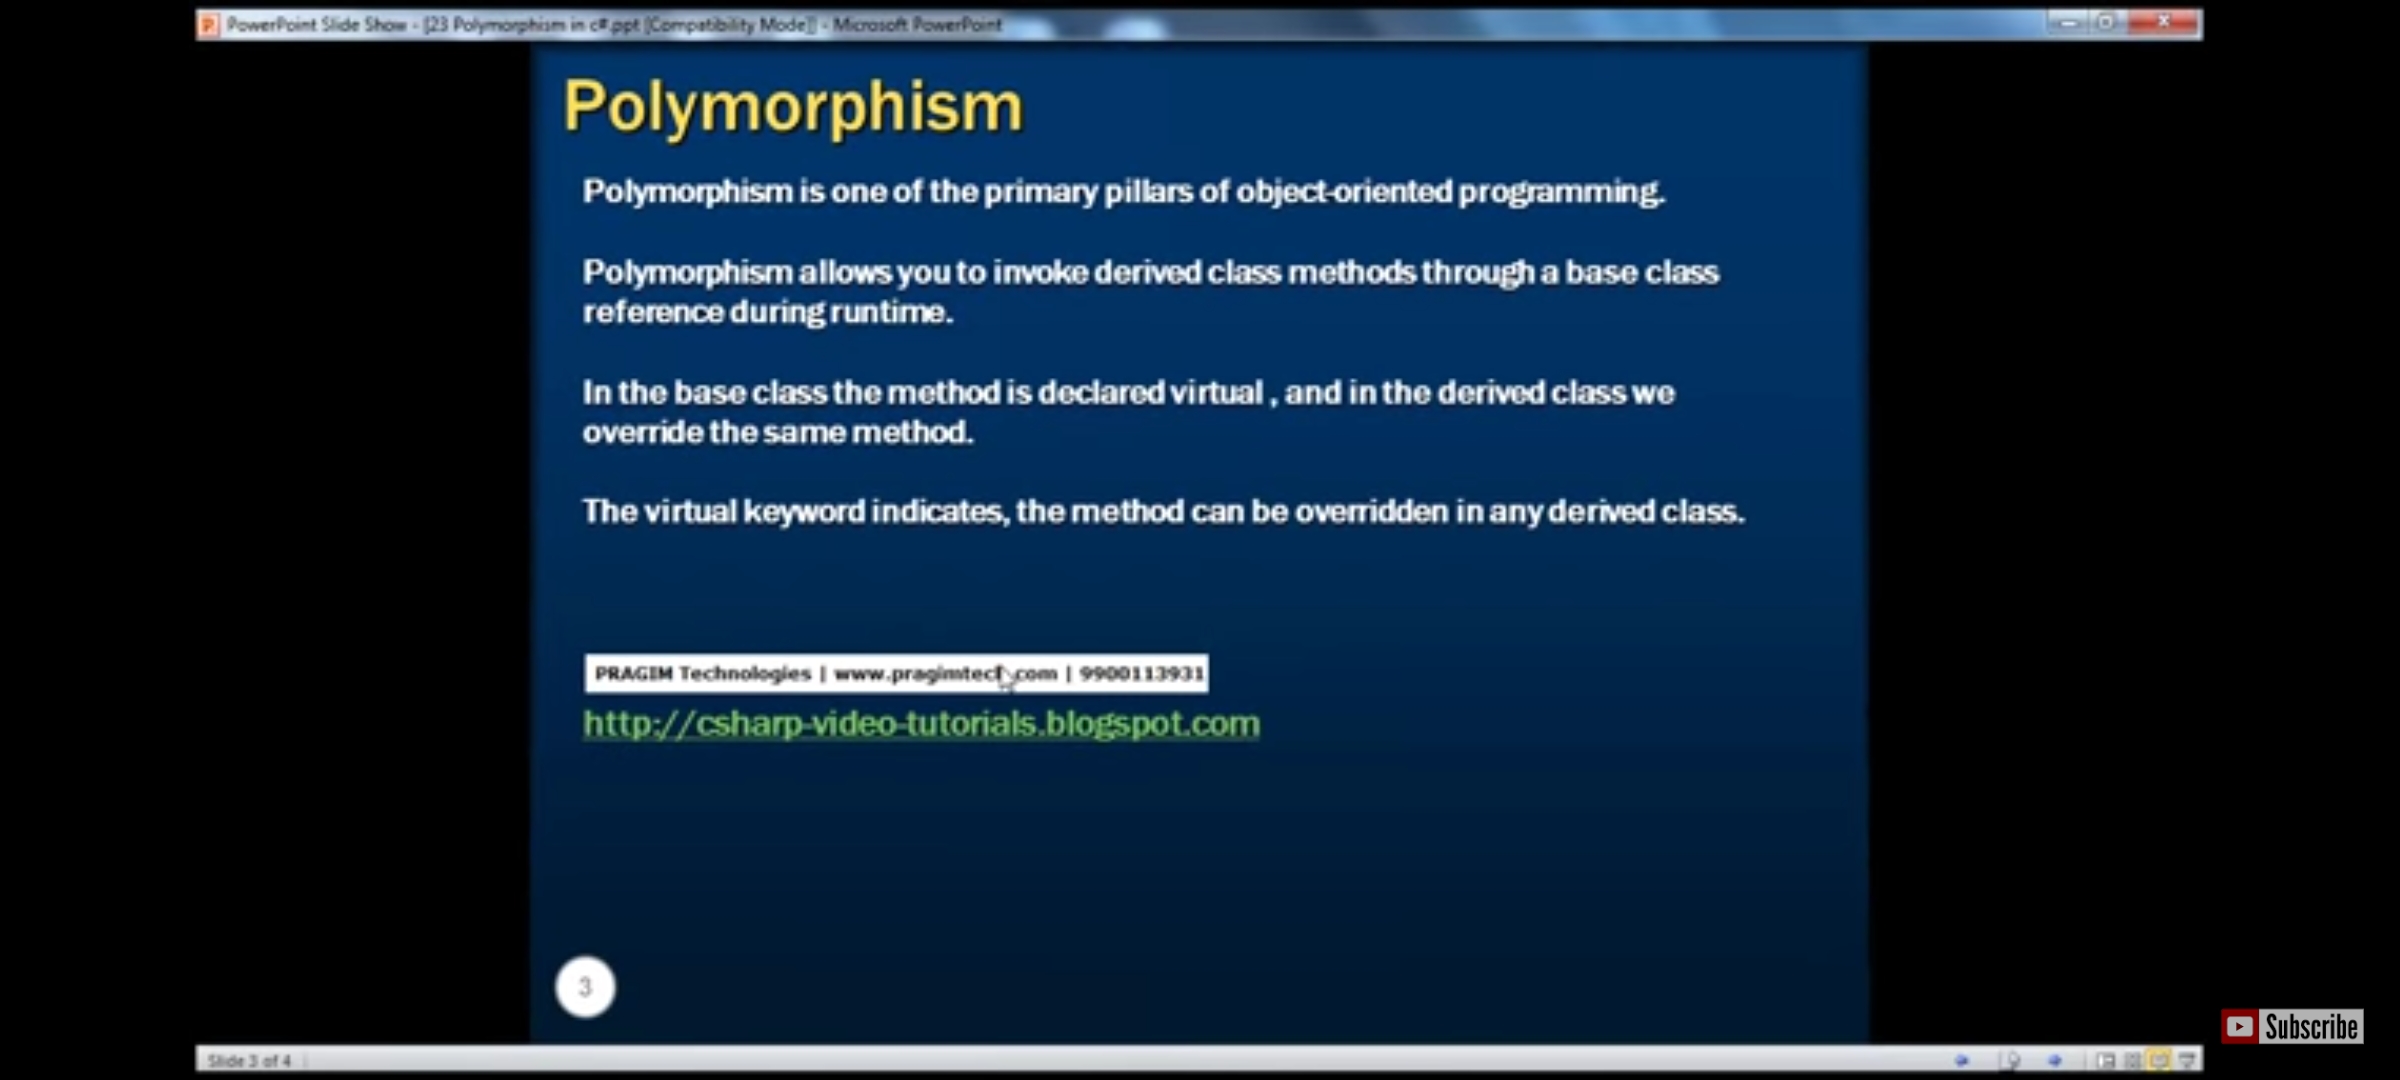 PowerPoint Slide Show - [23 Polymorphism in c#.ppt [Compatibility Mode]] - Microsoft PowerPoint
Polymorphism
Polymorphism is one of the primary pillars of object-oriented programming.
Polymorphism allows you to invoke derived class methods through a base class
reference during runtime.
In the base class the method is declared virtual , and in the derived class we
override the same method.
The virtual keyword indicates, the method can be overridden in any derived class.
PRAGIM Technologies | www.pragimtech.com | 9900113931
http://csharp-video-tutorials.blogspot.com
3
Subscribe
Slide 3 of 4